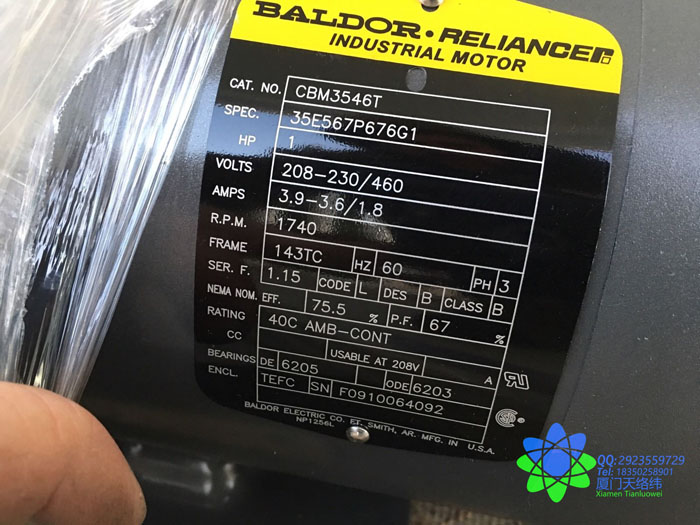 BALDOR • RELIANCER
INDUSTRIAL MOTOR
CAT. NO. CBM3546T
SPEC. 35E567P676G1
HP 1
VOLTS 208-230/460
AMPS 3.9-3.6/1.8
R.P.M. 1740
FRAME 143TC HZ 60 PH 3
SER. F. 1.15 CODE L DES B CLASS B
NEMA NOM. EFF. 75.5 % P.F. 67 %
RATING 40C AMB-CONT
CC USABLE AT 208V A
BEARINGS DE 6205 ODE 6203
ENCL. TEFC SN F0910064092
BALDOR ELECTRIC CO. FT. SMITH, AR. MFG. IN U.S.A.
NP1256L
QQ:2923559729
Tel: 18350258901
厦门天络纬
Xiamen Tianluowei